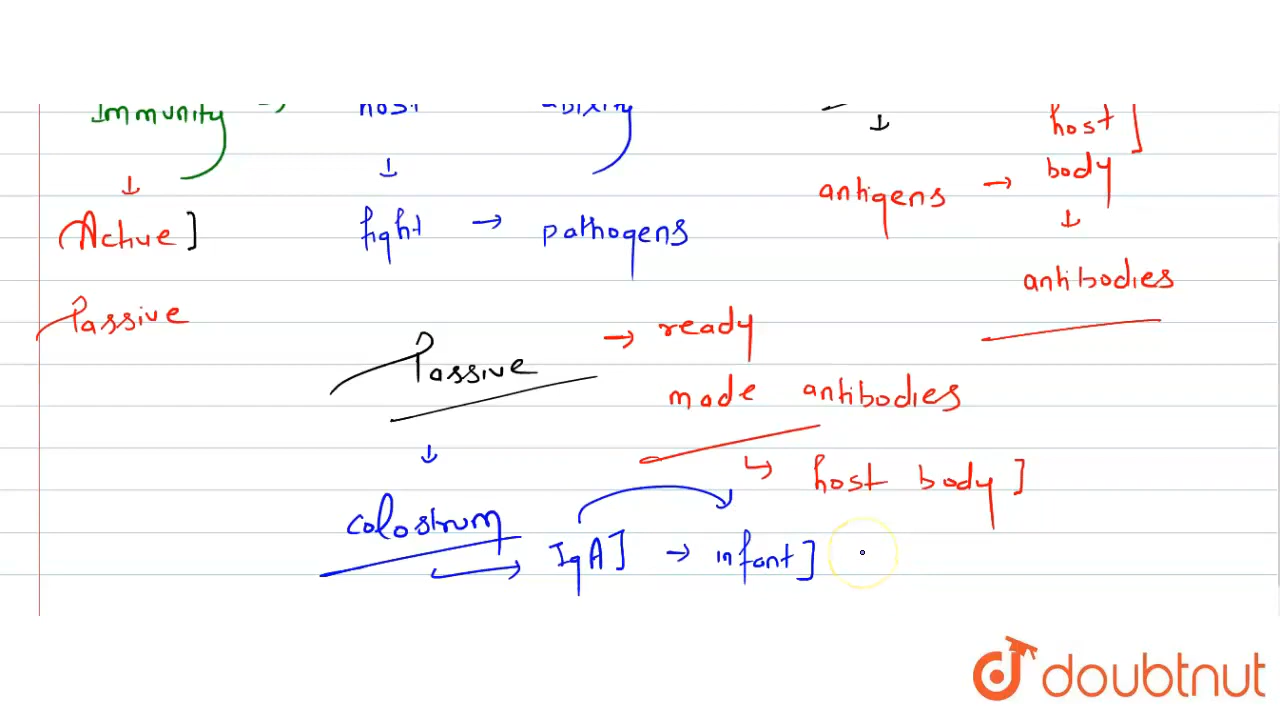 Immunity → host ability
host ]
↓ ↓ ↓ body
antigens →
(Active] fight → pathogens ↓
antibodies
Passive → ready
Passive
made antibodies
↓ ↳ host body ]
colostrum
→ IgA] → infant]
doubtnut